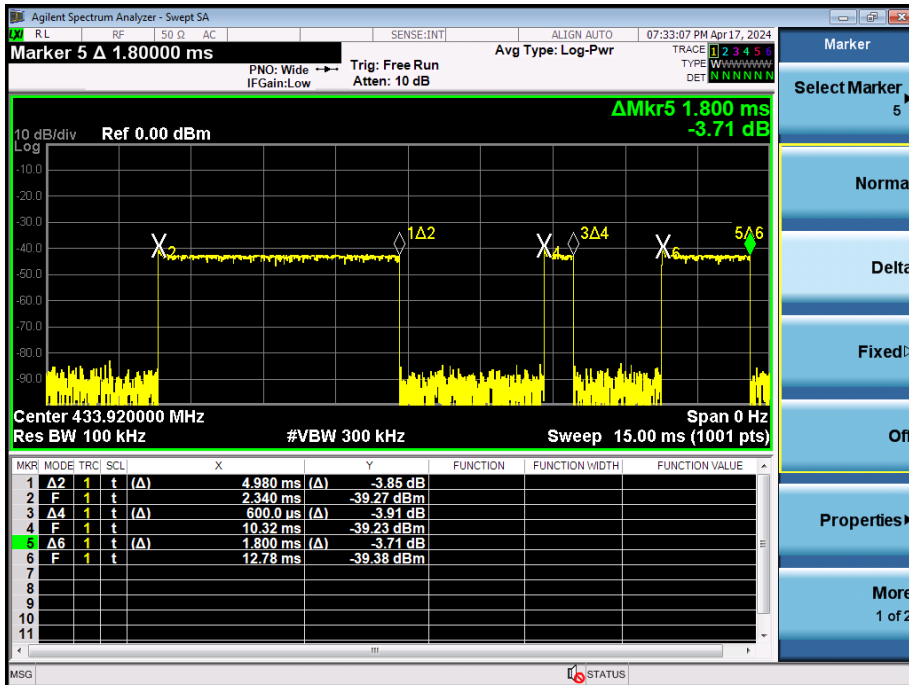 Agilent Spectrum Analyzer - Swept SA
LXI RL RF 50 Ω AC SENSE:INT ALIGN AUTO 07:33:07 PM Apr 17, 2024
Marker 5 Δ 1.80000 ms
PNO: Wide
IFGain:Low
Trig: Free Run
Atten: 10 dB
Avg Type: Log-Pwr
TRACE 1 2 3 4 5 6
TYPE WWWWWW
DET N N N N N N
ΔMkr5 1.800 ms
-3.71 dB
10 dB/div Ref 0.00 dBm
Log
-10.0
-20.0
-30.0
-40.0
-50.0
-60.0
-70.0
-80.0
-90.0
2 1Δ2 4 3Δ4 6 5Δ6
Center 433.920000 MHz Span 0 Hz
Res BW 100 kHz #VBW 300 kHz Sweep 15.00 ms (1001 pts)
MKR MODE TRC SCL X Y FUNCTION FUNCTION WIDTH FUNCTION VALUE
1 Δ2 1 t (Δ) 4.980 ms (Δ) -3.85 dB
2 F 1 t 2.340 ms -39.27 dBm
3 Δ4 1 t (Δ) 600.0 µs (Δ) -3.91 dB
4 F 1 t 10.32 ms -39.23 dBm
5 Δ6 1 t (Δ) 1.800 ms (Δ) -3.71 dB
6 F 1 t 12.78 ms -39.38 dBm
7
8
9
10
11
MSG STATUS
Marker
Select Marker
5
Norma
Delta
Fixed
Off
Properties
More
1 of 2